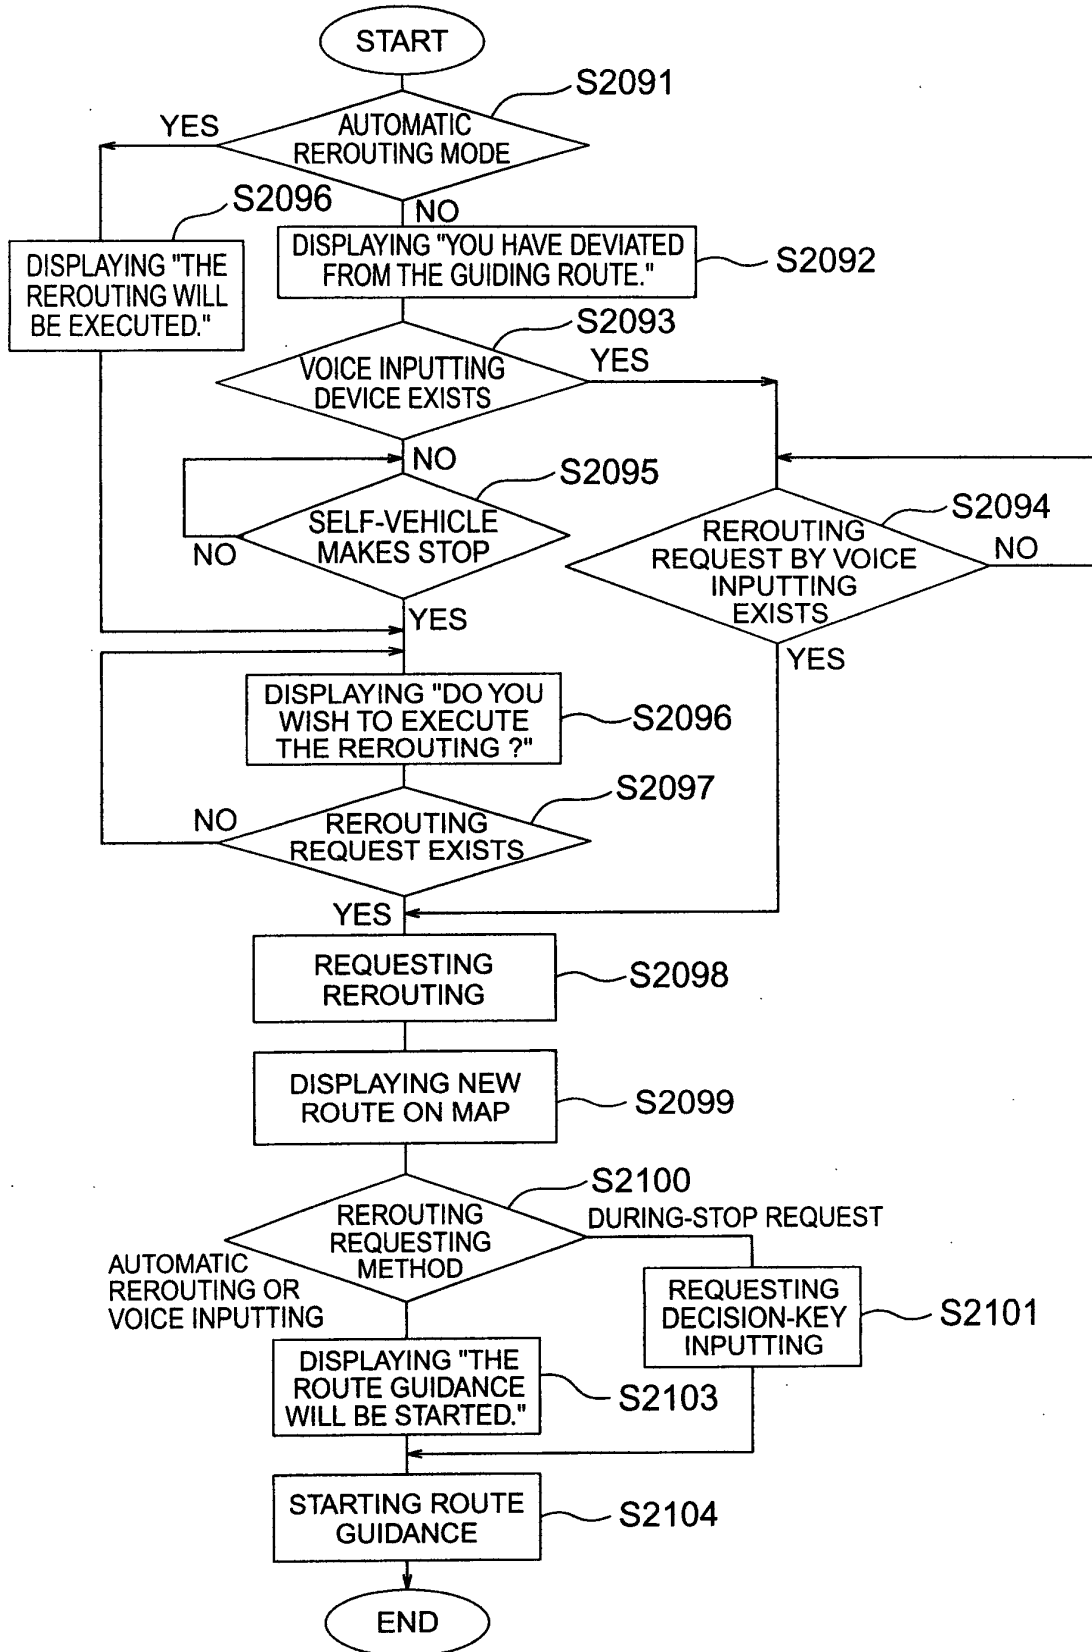 START
S2091
AUTOMATIC
REROUTING MODE
YES
NO
S2096
DISPLAYING "THE
REROUTING WILL
BE EXECUTED."
DISPLAYING "YOU HAVE DEVIATED
FROM THE GUIDING ROUTE."
S2092
S2093
VOICE INPUTTING
DEVICE EXISTS
YES
NO
S2095
SELF-VEHICLE
MAKES STOP
NO
YES
S2094
REROUTING
REQUEST BY VOICE
INPUTTING
EXISTS
NO
YES
DISPLAYING "DO YOU
WISH TO EXECUTE
THE REROUTING ?"
S2096
S2097
REROUTING
REQUEST EXISTS
NO
YES
REQUESTING
REROUTING
S2098
DISPLAYING NEW
ROUTE ON MAP
S2099
S2100
REROUTING
REQUESTING
METHOD
DURING-STOP REQUEST
AUTOMATIC
REROUTING OR
VOICE INPUTTING
REQUESTING
DECISION-KEY
INPUTTING
S2101
DISPLAYING "THE
ROUTE GUIDANCE
WILL BE STARTED."
S2103
STARTING ROUTE
GUIDANCE
S2104
END